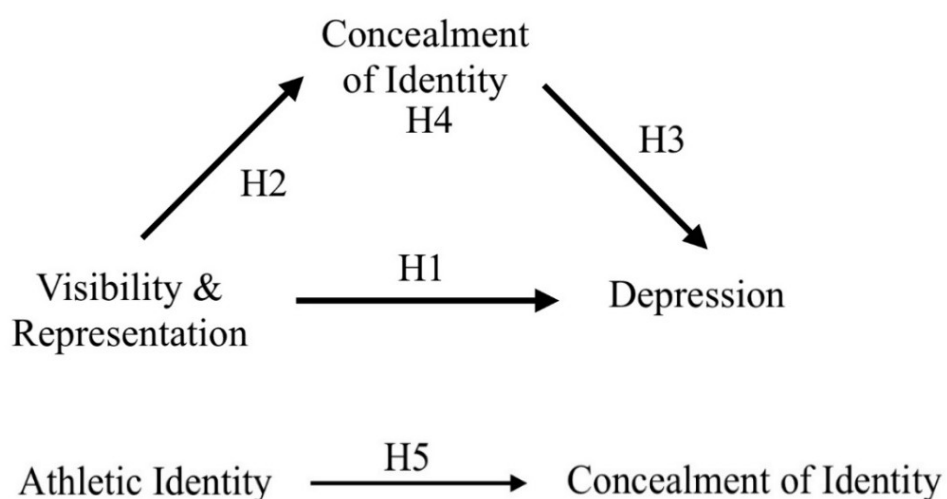 Concealment
of Identity
H4
H3
H2
H1
Visibility &
Representation
Depression
H5
Athletic Identity
Concealment of Identity